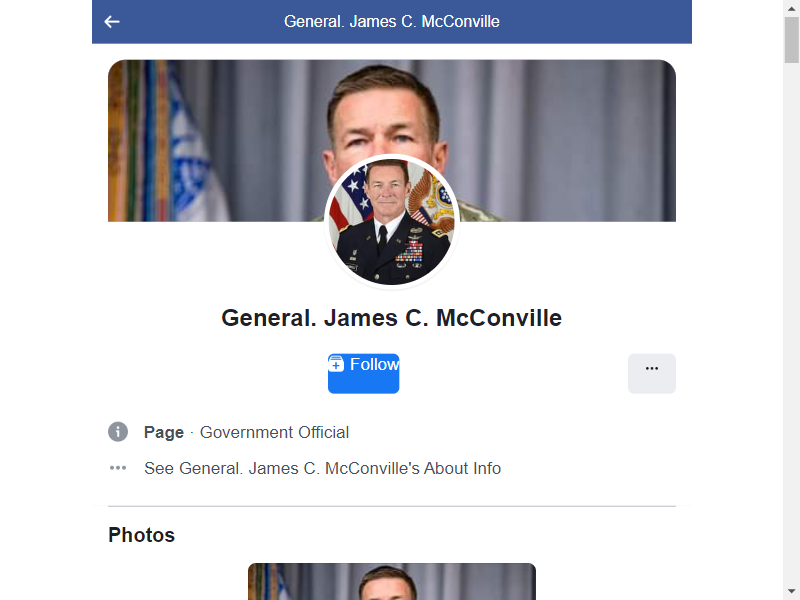 General. James C. McConville
General. James C. McConville
Follow
Page · Government Official
See General. James C. McConville's About Info
Photos